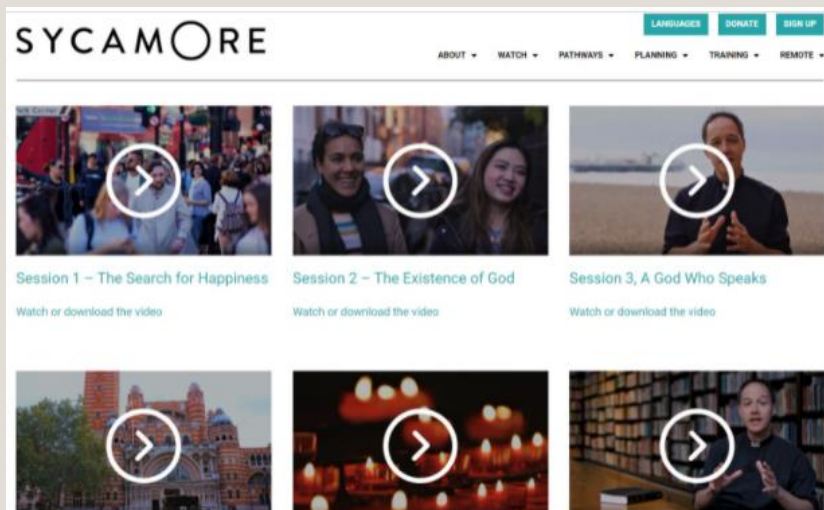 SYCAMORE
LANGUAGES DONATE SIGN UP
ABOUT WATCH PATHWAYS PLANNING TRAINING REMOTE
Session 1 – The Search for Happiness
Session 2 – The Existence of God
Session 3, A God Who Speaks
Watch or download the video
Watch or download the video
Watch or download the video